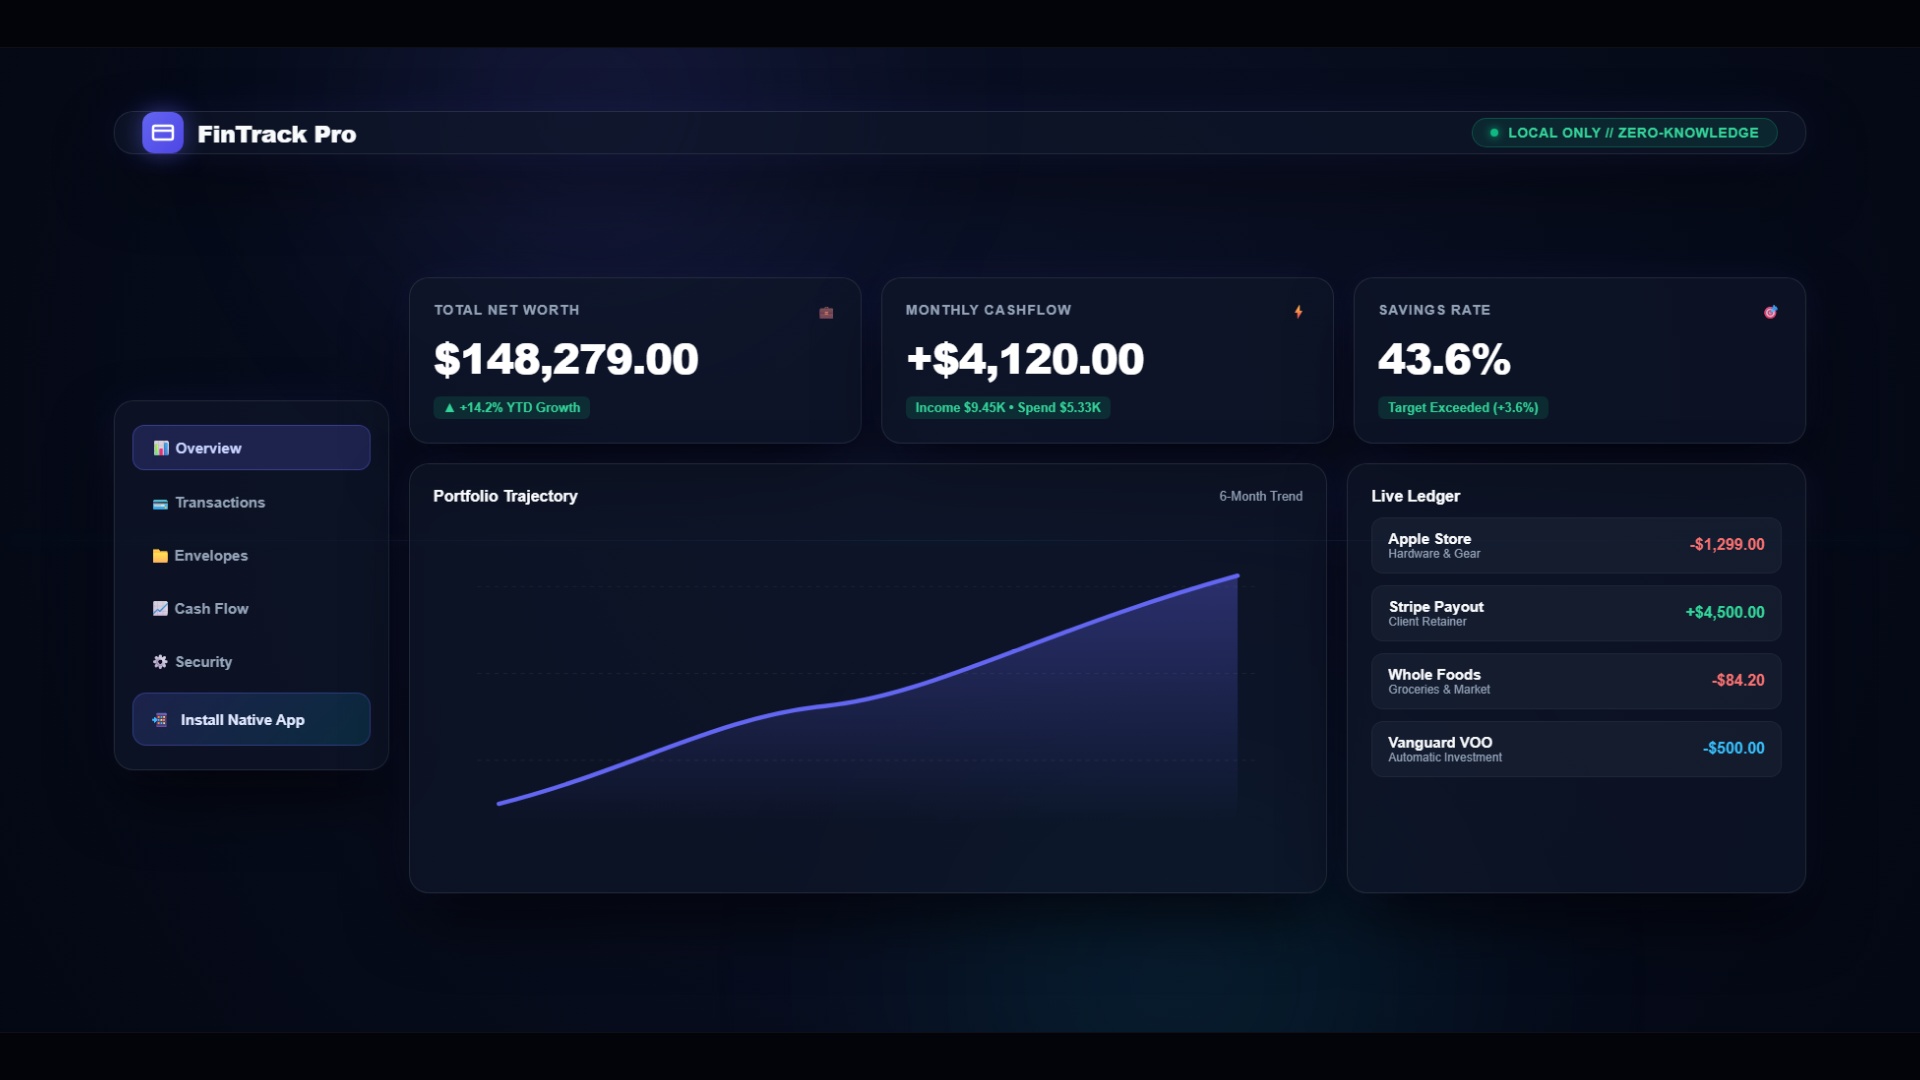 FinTrack Pro
LOCAL ONLY // ZERO-KNOWLEDGE
Overview
Transactions
Envelopes
Cash Flow
Security
Install Native App
TOTAL NET WORTH
$148,279.00
▲ +14.2% YTD Growth
MONTHLY CASHFLOW
+$4,120.00
Income $9.45K • Spend $5.33K
SAVINGS RATE
43.6%
Target Exceeded (+3.6%)
Portfolio Trajectory
6-Month Trend
Live Ledger
Apple Store
Hardware & Gear
-$1,299.00
Stripe Payout
Client Retainer
+$4,500.00
Whole Foods
Groceries & Market
-$84.20
Vanguard VOO
Automatic Investment
-$500.00